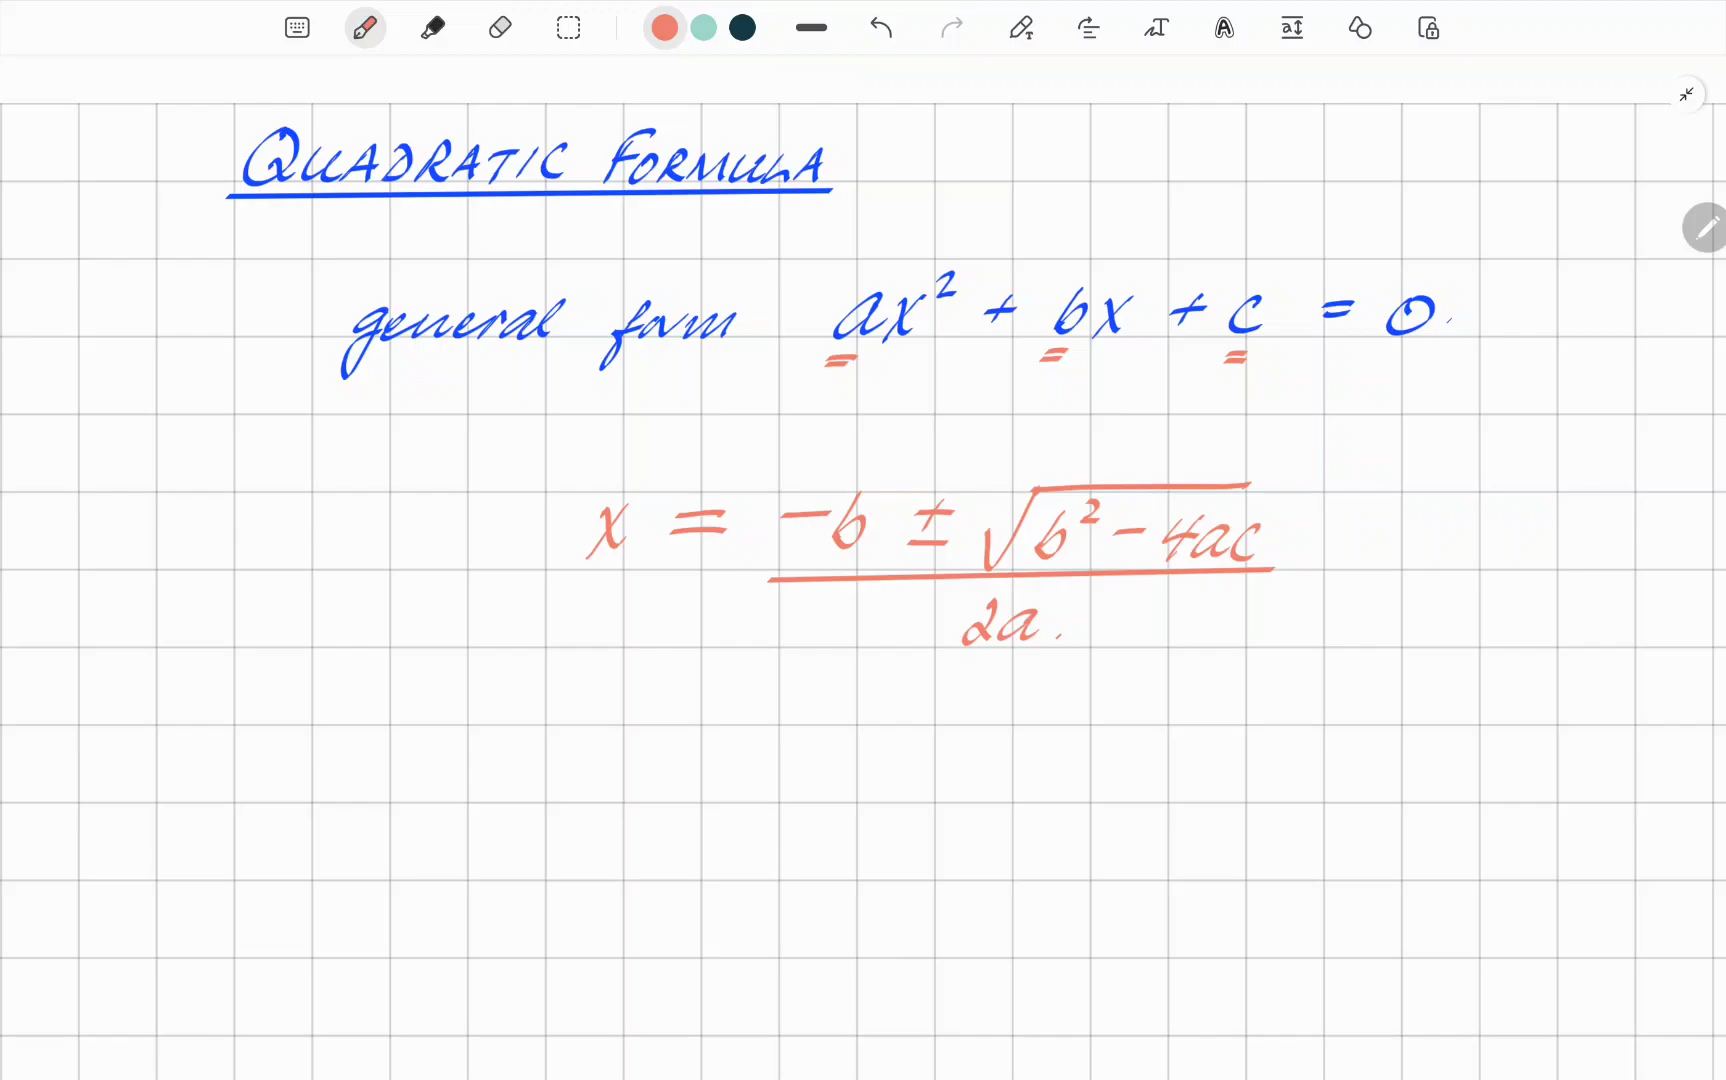 QUADRATIC FORMULA
general form ax² + bx + c = 0.
x = -b ± √b² - 4ac
2a.